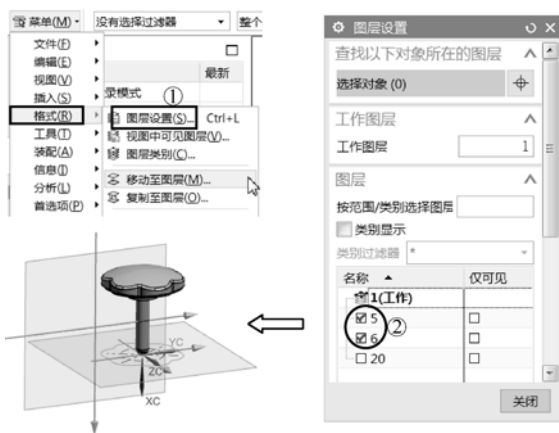 菜单(M)
没有选择过滤器
整个
文件(F)
编辑(E)
视图(V)
插入(S)
格式(R)
工具(T)
装配(A)
信息(I)
分析(L)
首选项(P)
最新
录模式
①
图层设置(S)... Ctrl+L
视图中可见图层(V)...
图层类别(C)...
移动至图层(M)...
复制至图层(O)...
YC
ZC
XC
图层设置
查找以下对象所在的图层
选择对象 (0)
工作图层
工作图层 1
图层
按范围/类别选择图层
类别显示
类别过滤器 *
名称 仅可见
1(工作)
5
②
6
20
关闭